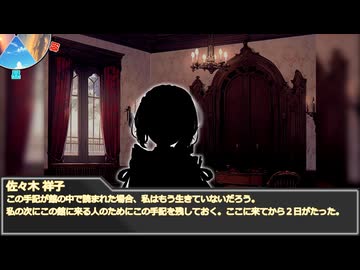 佐々木 祥子
この手記が館の中で読まれた場合、私はもう生きていないだろう。
私の次にこの館に来る人のためにこの手記を残しておく。ここに来てから２日がたった。